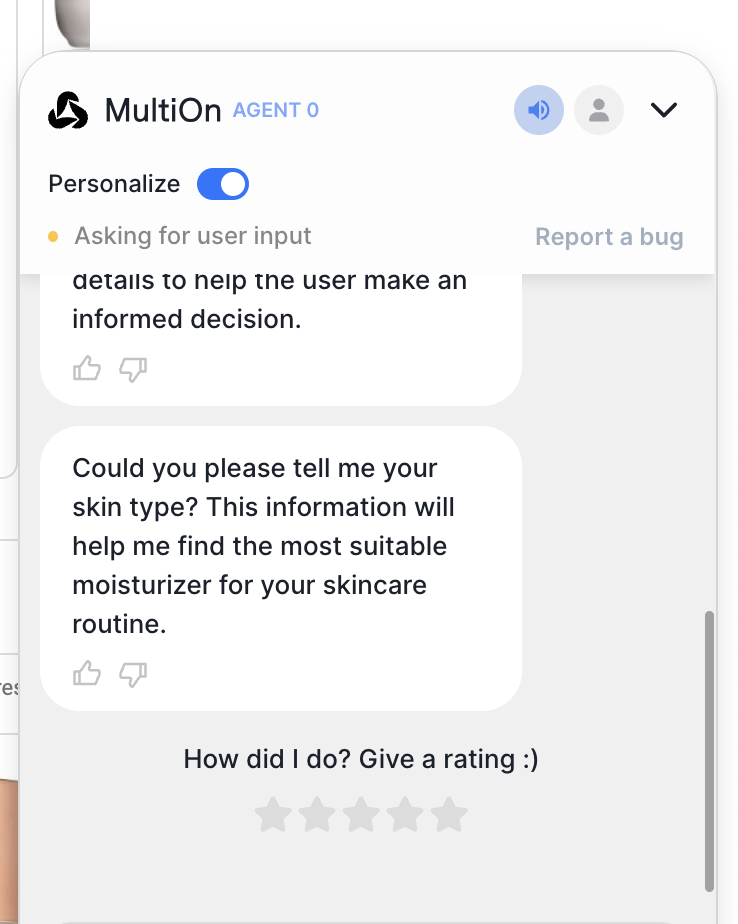 MultiOn AGENT 0
Personalize
Asking for user input
Report a bug
details to help the user make an
informed decision.
Could you please tell me your
skin type? This information will
help me find the most suitable
moisturizer for your skincare
routine.
How did I do? Give a rating :)